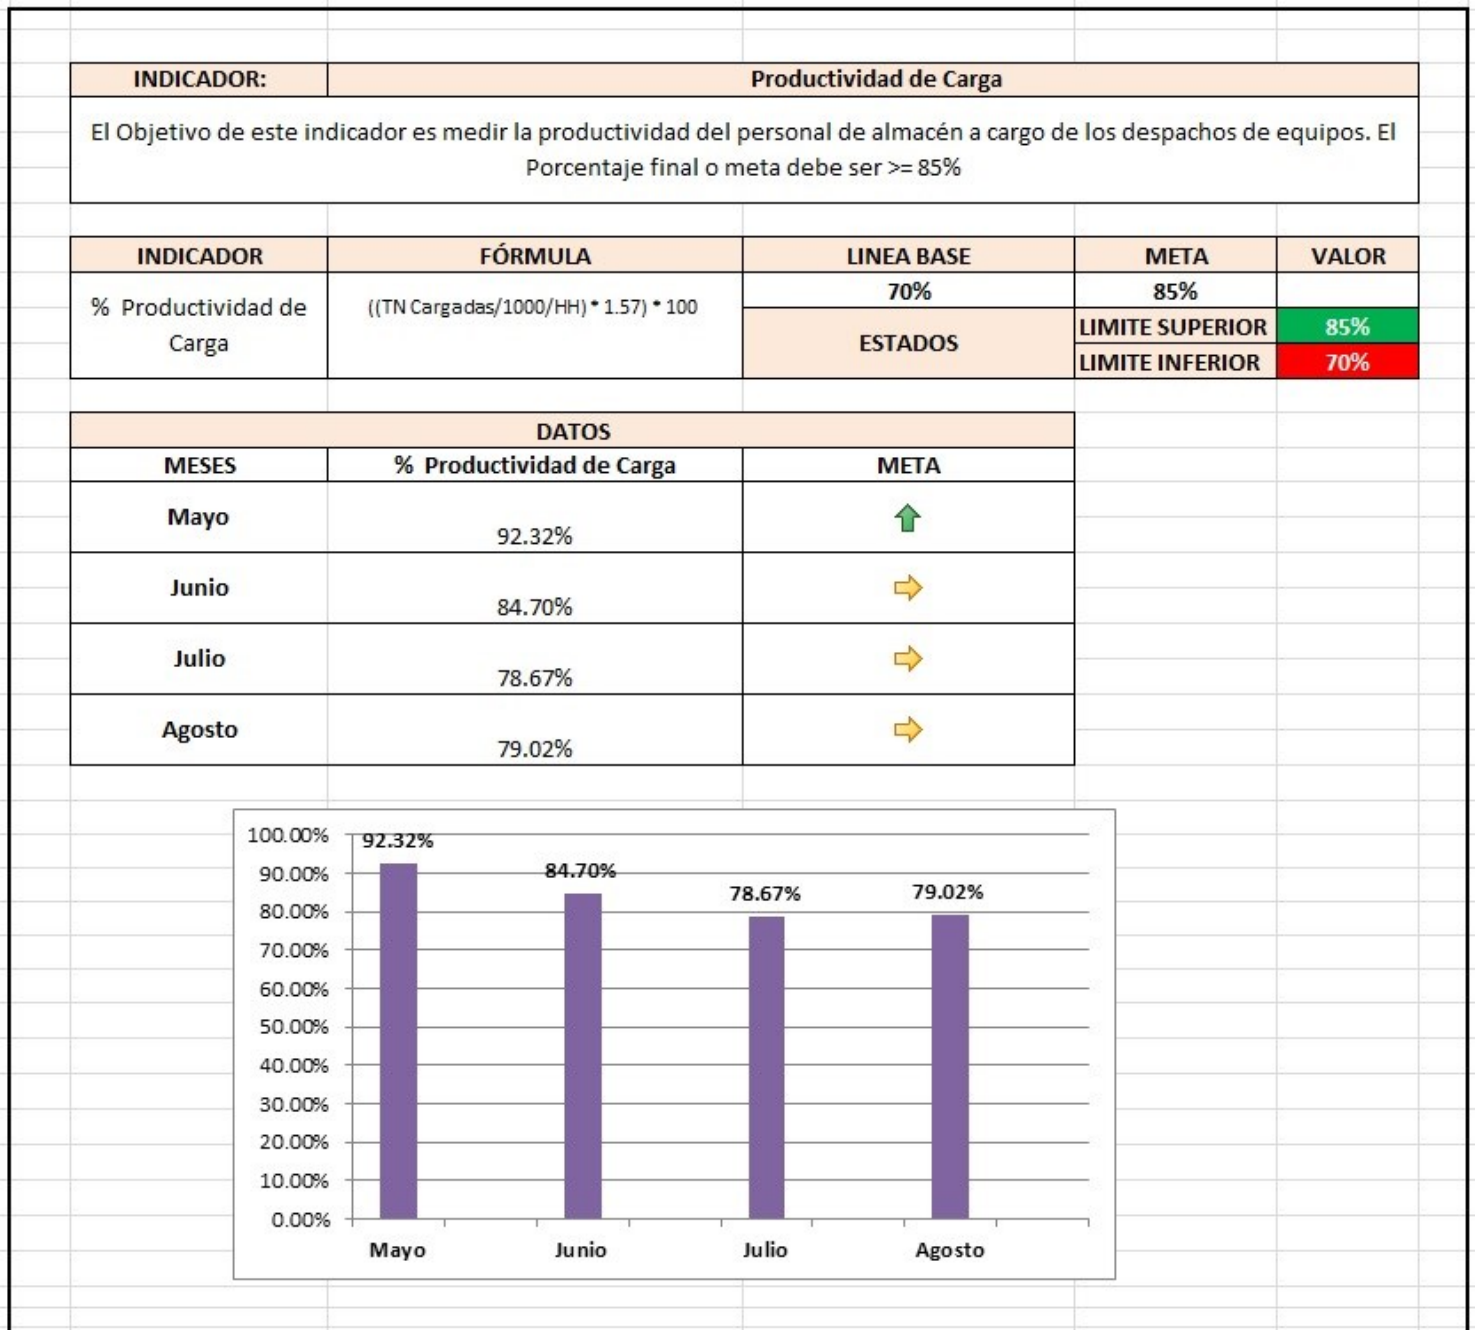 INDICADOR: Productividad de Carga
El Objetivo de este indicador es medir la productividad del personal de almacén a cargo de los despachos de equipos. El
Porcentaje final o meta debe ser >= 85%
INDICADOR FÓRMULA LINEA BASE META VALOR
% Productividad de
Carga
((TN Cargadas/1000/HH) * 1.57) * 100
70% 85%
ESTADOS
LIMITE SUPERIOR 85%
LIMITE INFERIOR 70%
DATOS
MESES % Productividad de Carga META
Mayo 92.32%
Junio 84.70%
Julio 78.67%
Agosto 79.02%
100.00%
90.00%
80.00%
70.00%
60.00%
50.00%
40.00%
30.00%
20.00%
10.00%
0.00%
92.32% 84.70% 78.67% 79.02%
Mayo Junio Julio Agosto